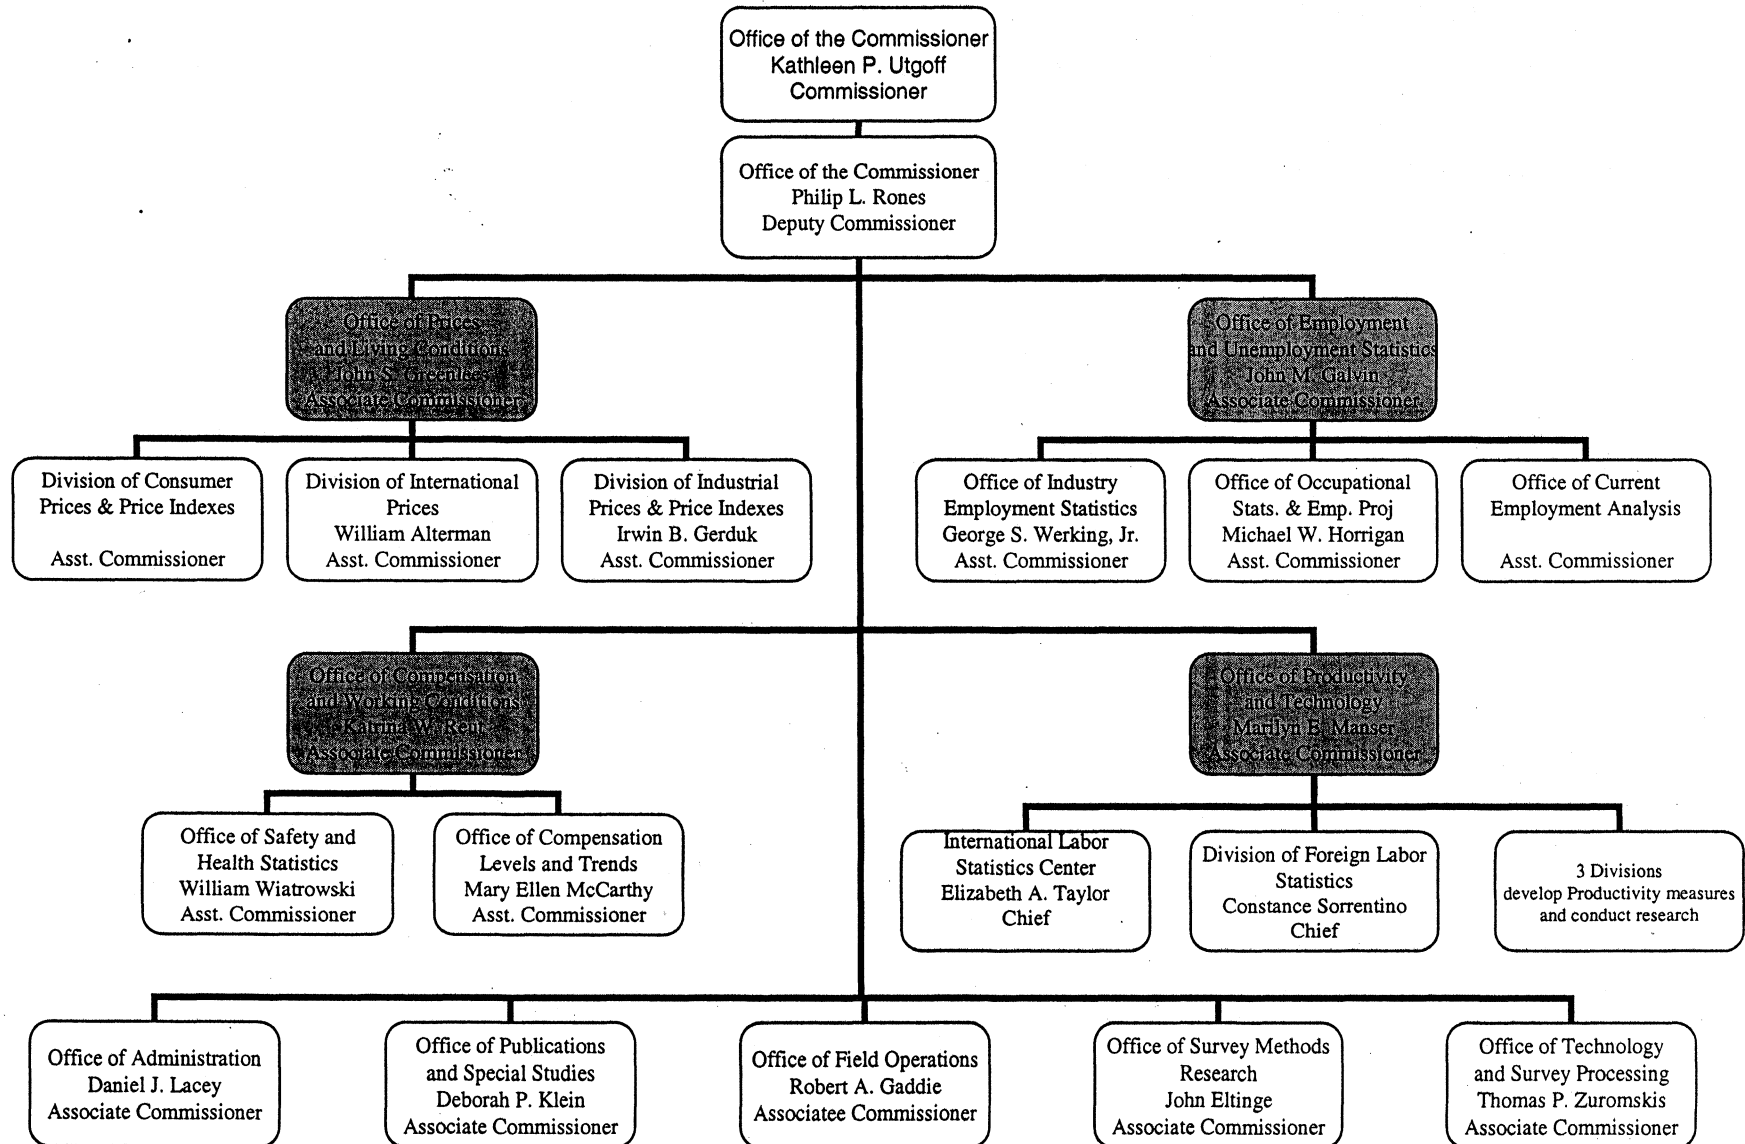 Office of the Commissioner
Kathleen P. Utgoff
Commissioner
Office of the Commissioner
Philip L. Rones
Deputy Commissioner
Office of Prices
and Living Conditions
John S. Greenlees
Associate Commissioner
Office of Employment
and Unemployment Statistics
John M. Galvin
Associate Commissioner
Division of Consumer
Prices & Price Indexes
Asst. Commissioner
Division of International
Prices
William Alterman
Asst. Commissioner
Division of Industrial
Prices & Price Indexes
Irwin B. Gerduk
Asst. Commissioner
Office of Industry
Employment Statistics
George S. Werking, Jr.
Asst. Commissioner
Office of Occupational
Stats. & Emp. Proj
Michael W. Horrigan
Asst. Commissioner
Office of Current
Employment Analysis
Asst. Commissioner
Office of Compensation
and Working Conditions
Katrina W.
Associate Commissioner
Office of Productivity
and Technology
Marilyn E. Manser
Associate Commissioner
Office of Safety and
Health Statistics
William Wiatrowski
Asst. Commissioner
Office of Compensation
Levels and Trends
Mary Ellen McCarthy
Asst. Commissioner
International Labor
Statistics Center
Elizabeth A. Taylor
Chief
Division of Foreign Labor
Statistics
Constance Sorrentino
Chief
3 Divisions
develop Productivity measures
and conduct research
Office of Administration
Daniel J. Lacey
Associate Commissioner
Office of Publications
and Special Studies
Deborah P. Klein
Associate Commissioner
Office of Field Operations
Robert A. Gaddie
Associatee Commissioner
Office of Survey Methods
Research
John Eltinge
Associate Commissioner
Office of Technology
and Survey Processing
Thomas P. Zuromskis
Associate Commissioner